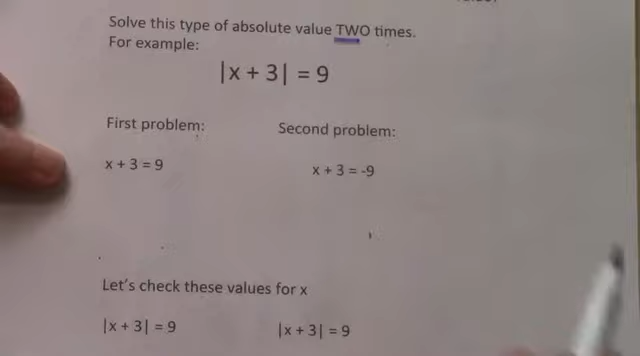 Solve this type of absolute value TWO times.
For example:
|x + 3| = 9
First problem: Second problem:
x + 3 = 9 x + 3 = -9
Let's check these values for x
|x + 3| = 9 |x + 3| = 9